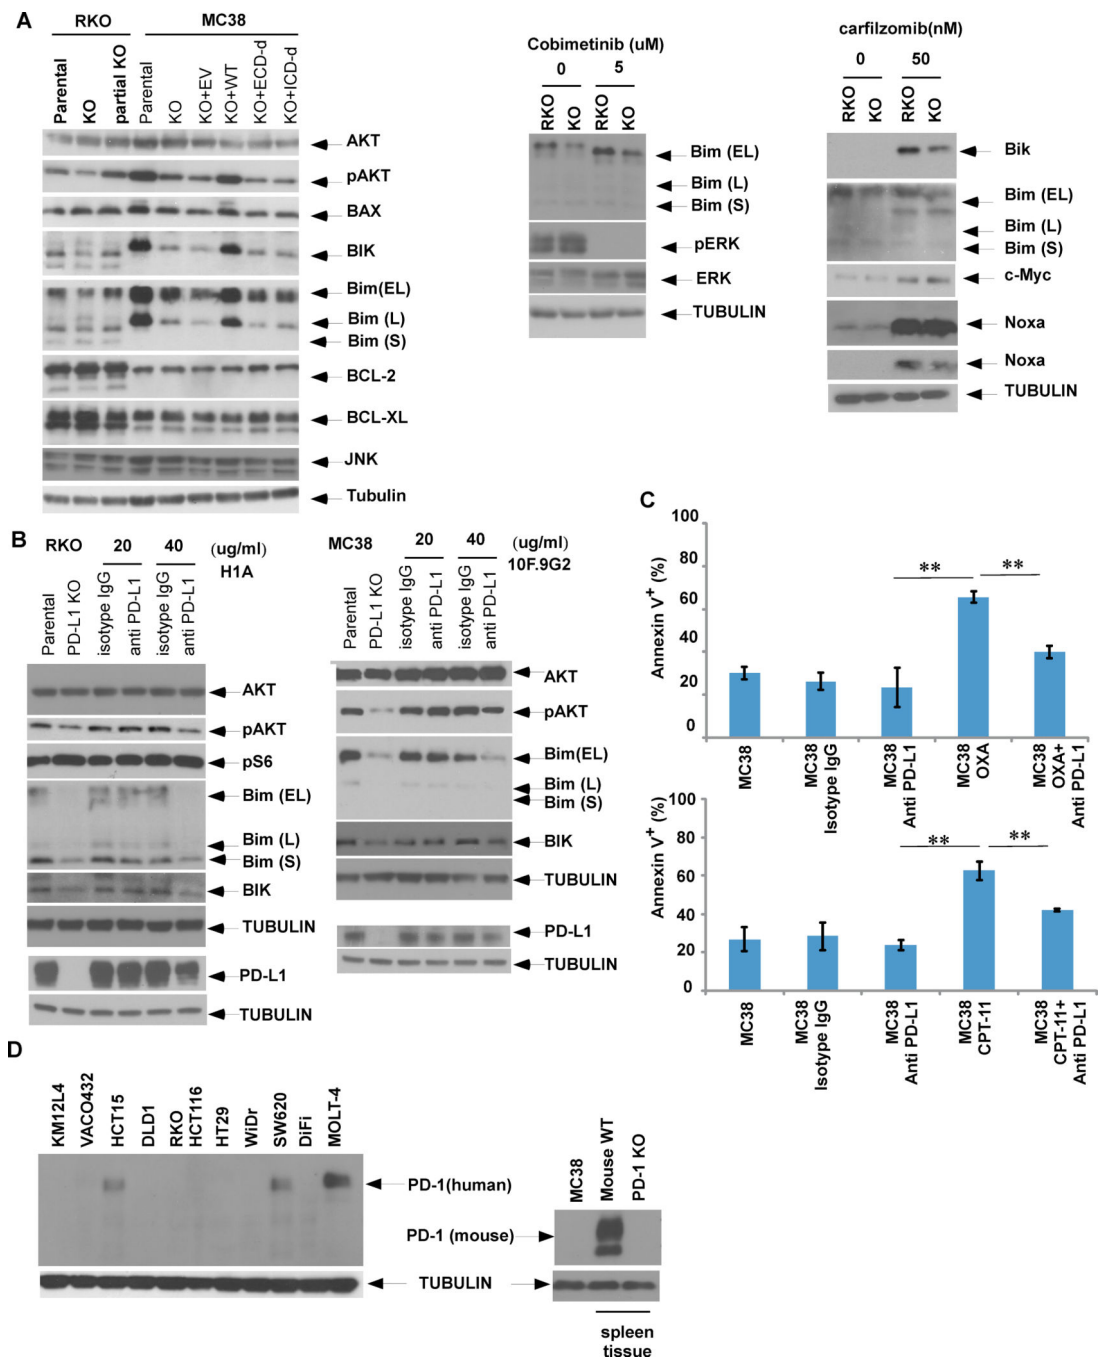 A
RKO
MC38
Parental
KO
partial KO
Parental
KO
KO+EV
KO+WT
KO+ECD-d
KO+ICD-d
AKT
pAKT
BAX
BIK
Bim(EL)
Bim (L)
Bim (S)
BCL-2
BCL-XL
JNK
Tubulin
Cobimetinib (uM)
0
5
RKO
KO
RKO
KO
Bim (EL)
Bim (L)
Bim (S)
pERK
ERK
TUBULIN
carfilzomib(nM)
0
50
RKO
KO
RKO
KO
Bik
Bim (EL)
Bim (L)
Bim (S)
c-Myc
Noxa
Noxa
TUBULIN
B
RKO
20
40
(ug/ml)
H1A
Parental
PD-L1 KO
isotype IgG
anti PD-L1
isotype IgG
anti PD-L1
AKT
pAKT
pS6
Bim (EL)
Bim (L)
Bim (S)
BIK
TUBULIN
PD-L1
TUBULIN
MC38
20
40
(ug/ml)
10F.9G2
Parental
PD-L1 KO
isotype IgG
anti PD-L1
isotype IgG
anti PD-L1
AKT
pAKT
Bim(EL)
Bim (L)
Bim (S)
BIK
TUBULIN
PD-L1
TUBULIN
C
Annexin V+ (%)
100
80
60
40
20
0
**
**
MC38
MC38
Isotype IgG
MC38
Anti PD-L1
MC38
OXA
MC38
OXA+
Anti PD-L1
Annexin V+ (%)
100
80
60
40
20
0
**
**
MC38
MC38
Isotype IgG
MC38
Anti PD-L1
MC38
CPT-11
MC38
CPT-11+
Anti PD-L1
D
KM12L4
VACO432
HCT15
DLD1
RKO
HCT116
HT29
WiDr
SW620
DiFi
MOLT-4
PD-1(human)
MC38
Mouse WT
PD-1 KO
PD-1 (mouse)
TUBULIN
spleen
tissue